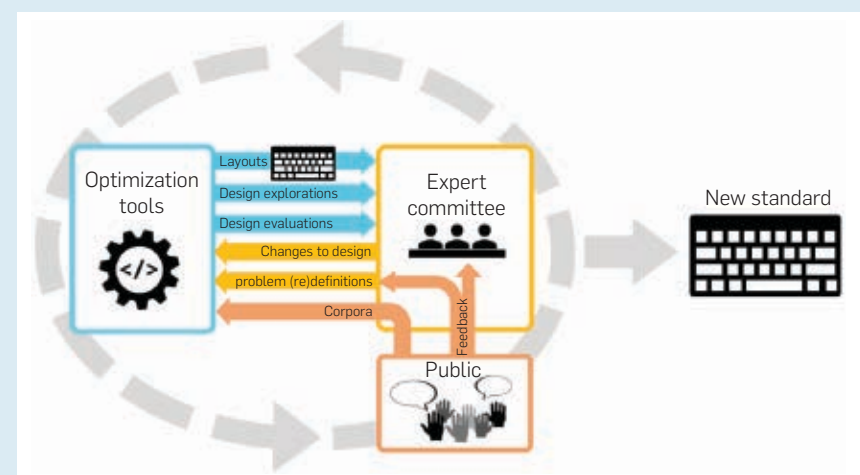 Layouts
Optimization
tools
Design explorations
Design evaluations
Expert
committee
Changes to design
problem (re)definitions
Corpora
Feedback
Public
New standard
</>